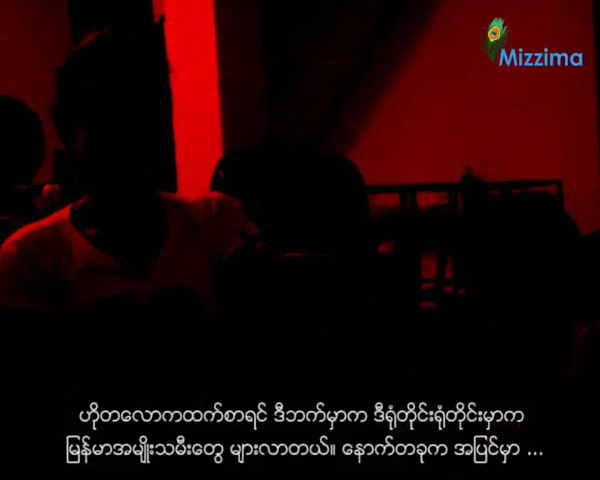 Mizzima
ဟိုတလောကထက်စာရင် ဒီဘက်မှာက ဒီရုံတိုင်းရုံတိုင်းမှာက
မြန်မာအမျိုးသမီးတွေ များလာတယ်။ နောက်တခုက အပြင်မှာ ...